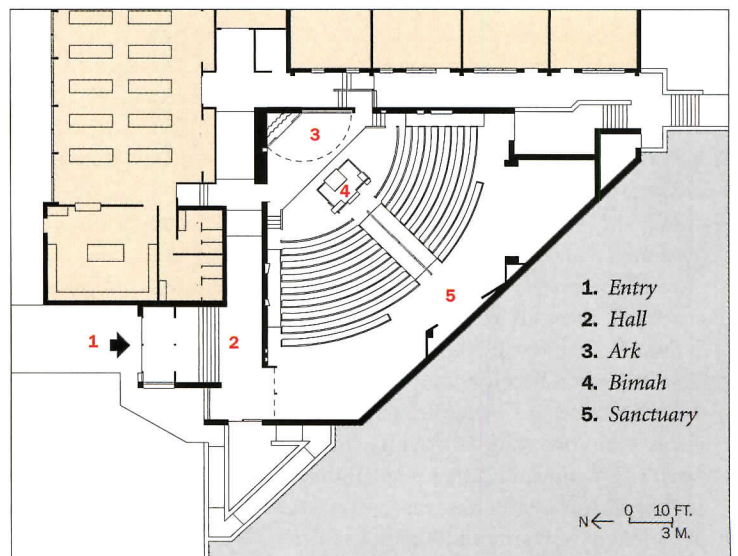 3
4
5
1
2
1. Entry
2. Hall
3. Ark
4. Bimah
5. Sanctuary
N
0 10 FT.
3 M.